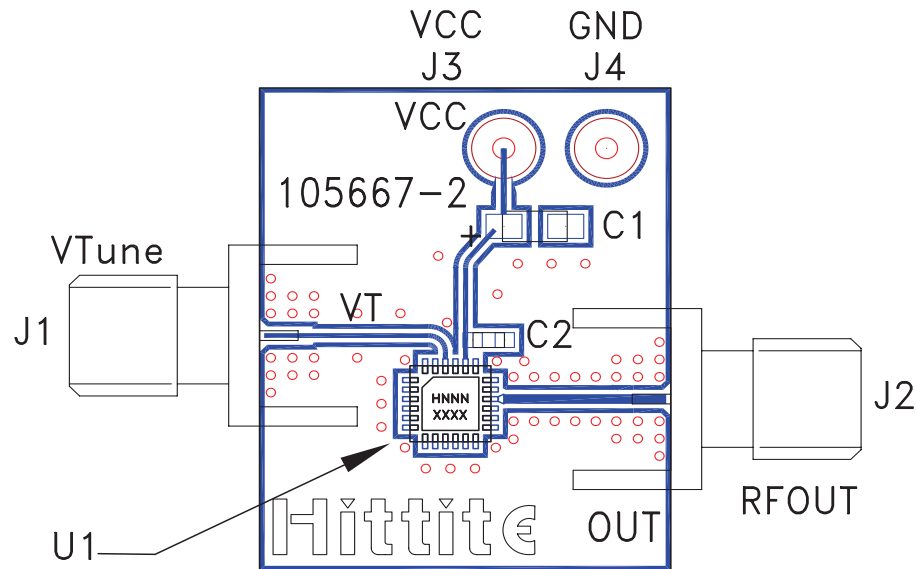 VCC GND
J3 J4
VCC
105667-2
+ C1
VTune
VT
J1
C2
HNNN
XXXX
J2
Hittite
OUT
RFOUT
U1